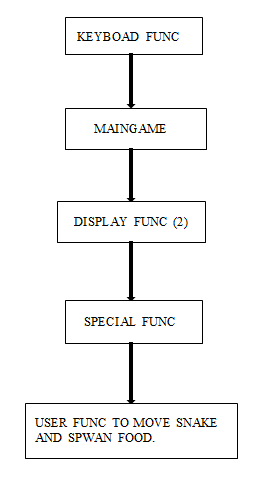 KEYBOAD FUNC
MAINGAME
DISPLAY FUNC (2)
SPECIAL FUNC
USER FUNC TO MOVE SNAKE
AND SPWAN FOOD.